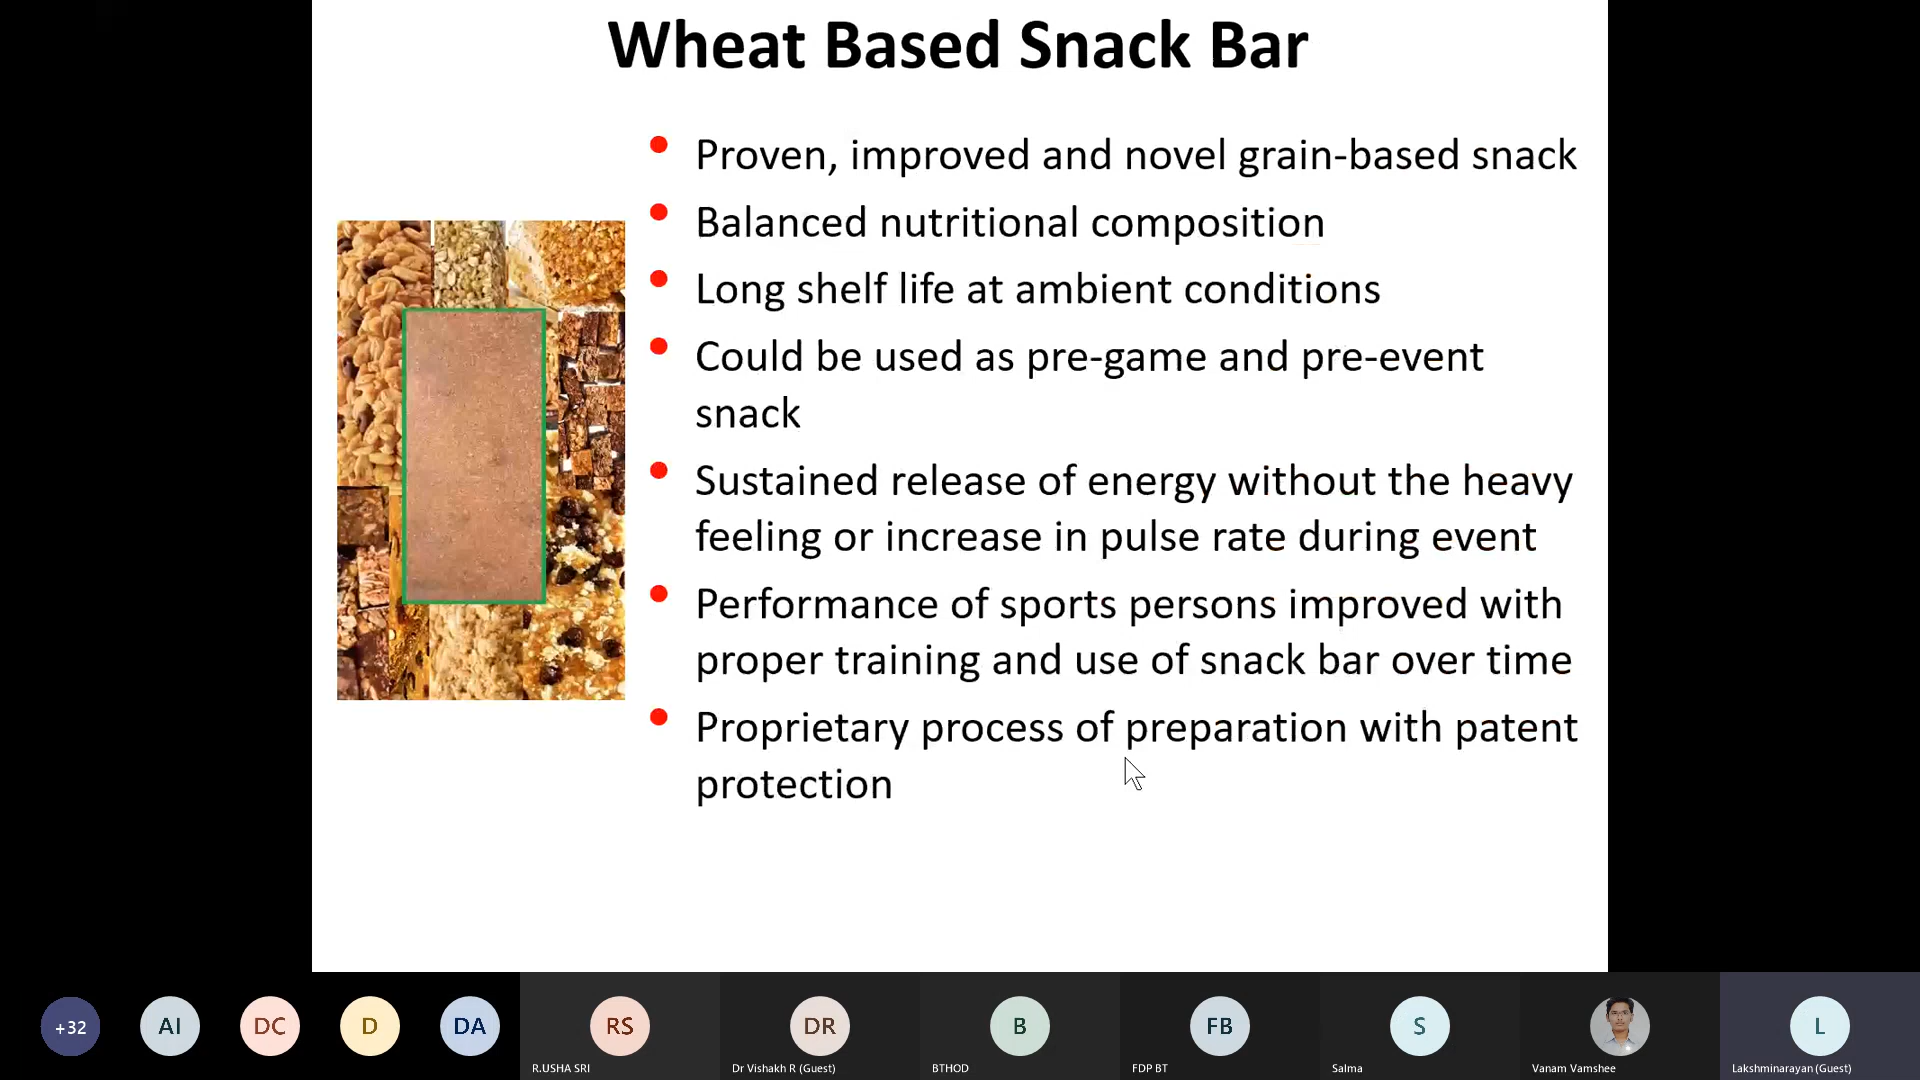 Wheat Based Snack Bar
Proven, improved and novel grain-based snack
Balanced nutritional composition
Long shelf life at ambient conditions
Could be used as pre-game and pre-event
snack
Sustained release of energy without the heavy
feeling or increase in pulse rate during event
Performance of sports persons improved with
proper training and use of snack bar over time
Proprietary process of preparation with patent
protection
+32 AI DC D DA RS DR B FB S L
R.USHA SRI Dr Vishakh R (Guest) BTHOD FDP BT Salma Vanam Vamshee Lakshminarayan (Guest)